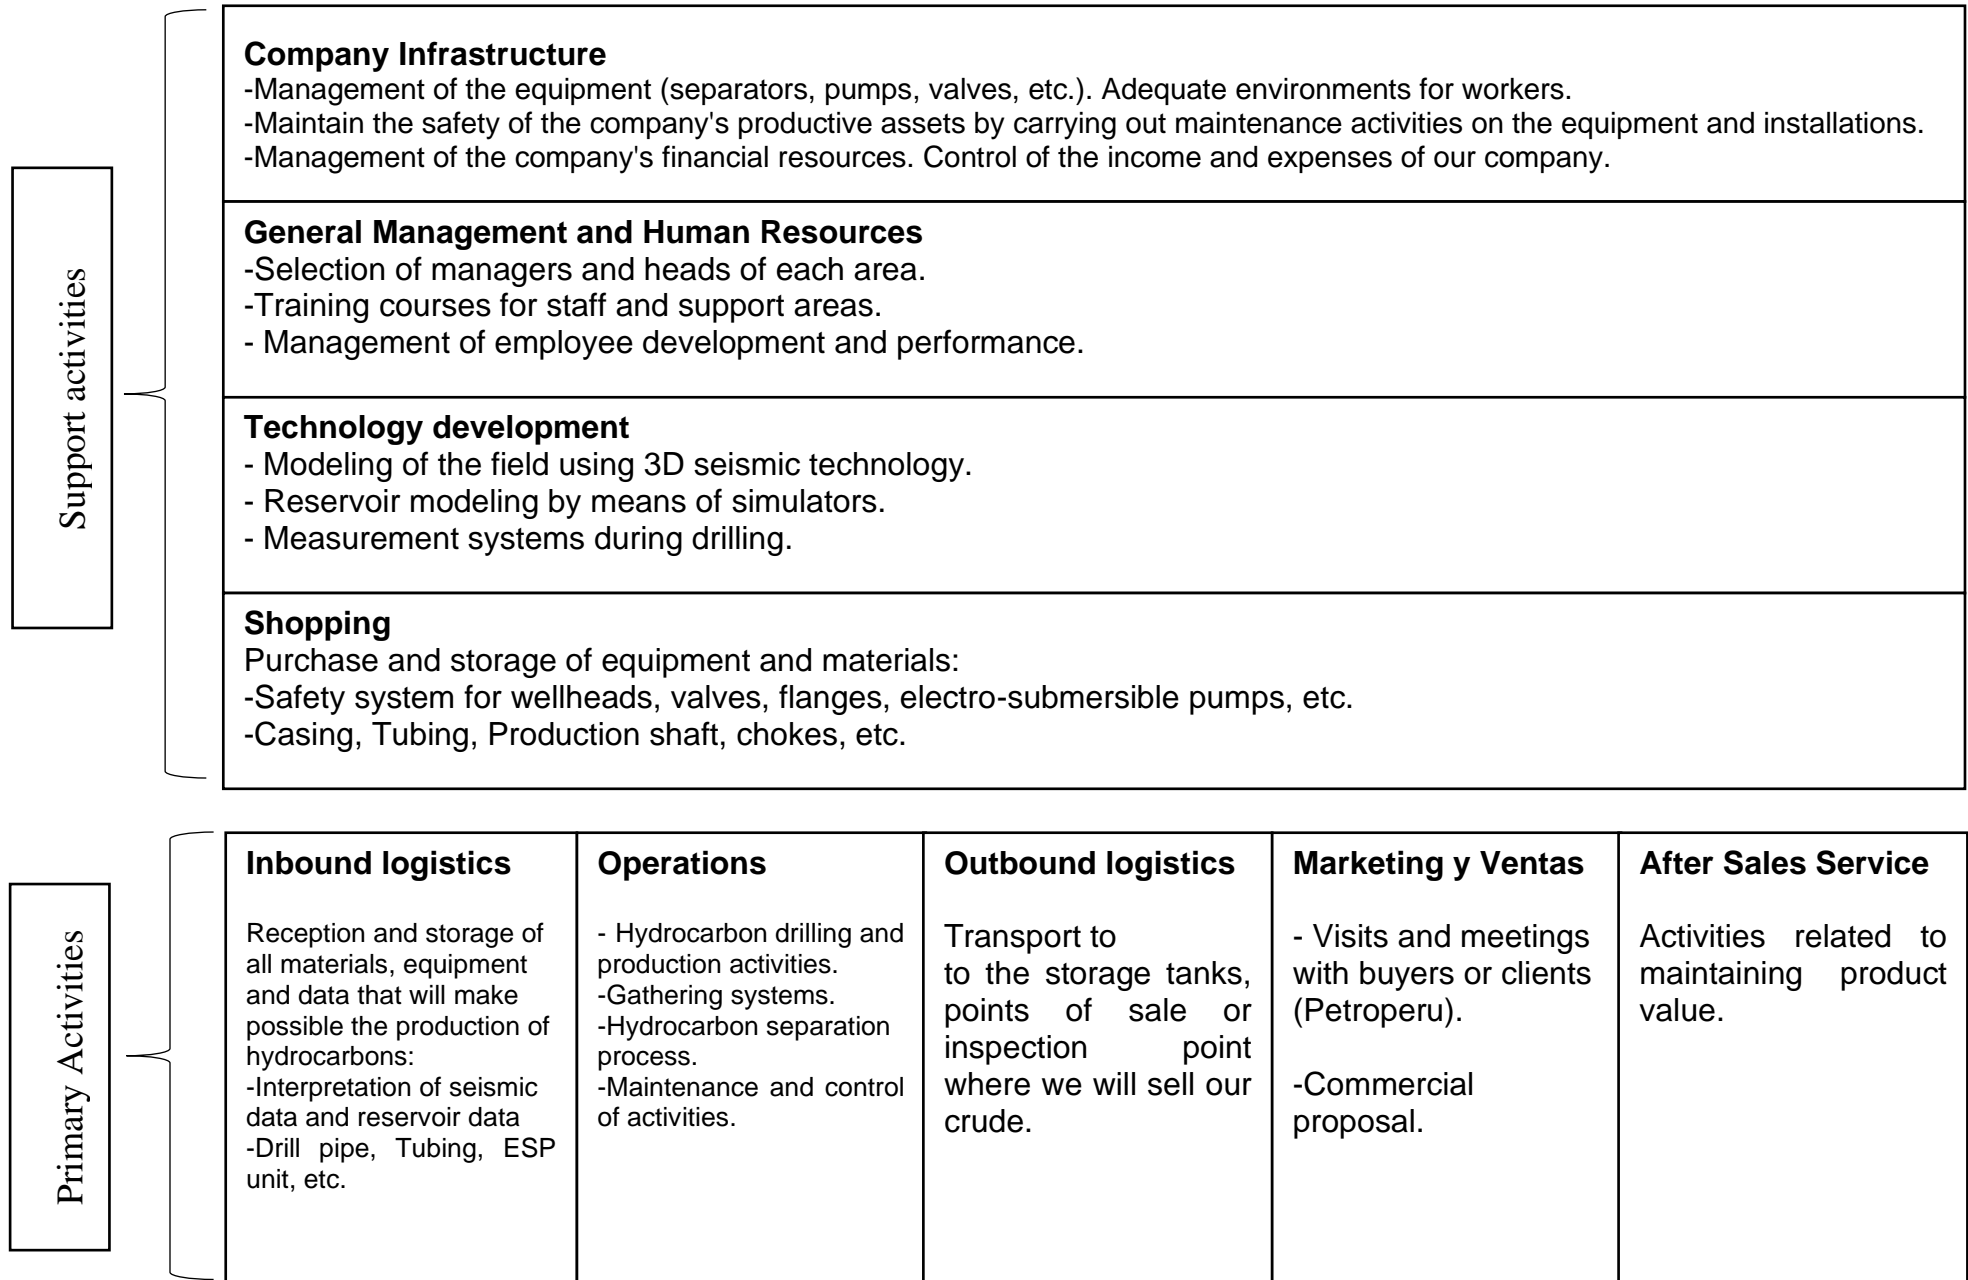 Support activities
Company Infrastructure
-Management of the equipment (separators, pumps, valves, etc.). Adequate environments for workers.
-Maintain the safety of the company's productive assets by carrying out maintenance activities on the equipment and installations.
-Management of the company's financial resources. Control of the income and expenses of our company.
General Management and Human Resources
-Selection of managers and heads of each area.
-Training courses for staff and support areas.
- Management of employee development and performance.
Technology development
- Modeling of the field using 3D seismic technology.
- Reservoir modeling by means of simulators.
- Measurement systems during drilling.
Shopping
Purchase and storage of equipment and materials:
-Safety system for wellheads, valves, flanges, electro-submersible pumps, etc.
-Casing, Tubing, Production shaft, chokes, etc.
Primary Activities
Inbound logistics
Reception and storage of
all materials, equipment
and data that will make
possible the production of
hydrocarbons:
-Interpretation of seismic
data and reservoir data
-Drill pipe, Tubing, ESP
unit, etc.
Operations
- Hydrocarbon drilling and
production activities.
-Gathering systems.
-Hydrocarbon separation
process.
-Maintenance and control
of activities.
Outbound logistics
Transport to
to the storage tanks,
points of sale or
inspection point
where we will sell our
crude.
Marketing y Ventas
- Visits and meetings
with buyers or clients
(Petroperu).
-Commercial
proposal.
After Sales Service
Activities related to
maintaining product
value.